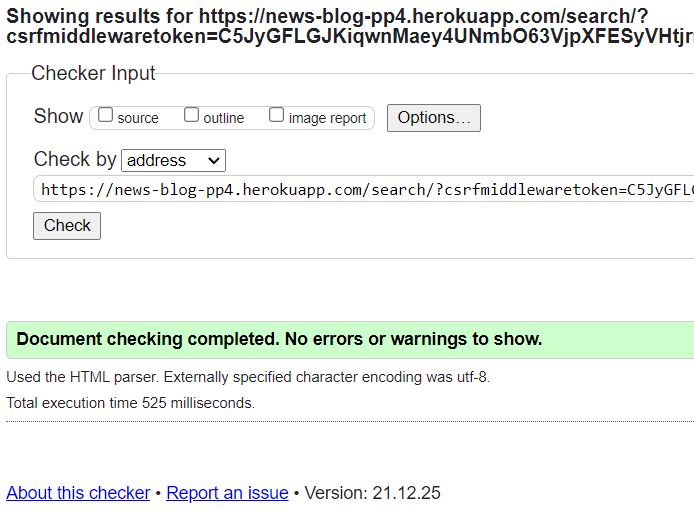 Showing results for https://news-blog-pp4.herokuapp.com/search/?
csrfmiddlewaretoken=C5JyGFLGJKiqwnMaey4UNmbO63VjpXFESyVHtjr
Checker Input
Show source outline image report Options...
Check by address
https://news-blog-pp4.herokuapp.com/search/?csrfmiddlewaretoken=C5JyGFL
Check
Document checking completed. No errors or warnings to show.
Used the HTML parser. Externally specified character encoding was utf-8.
Total execution time 525 milliseconds.
About this checker • Report an issue • Version: 21.12.25